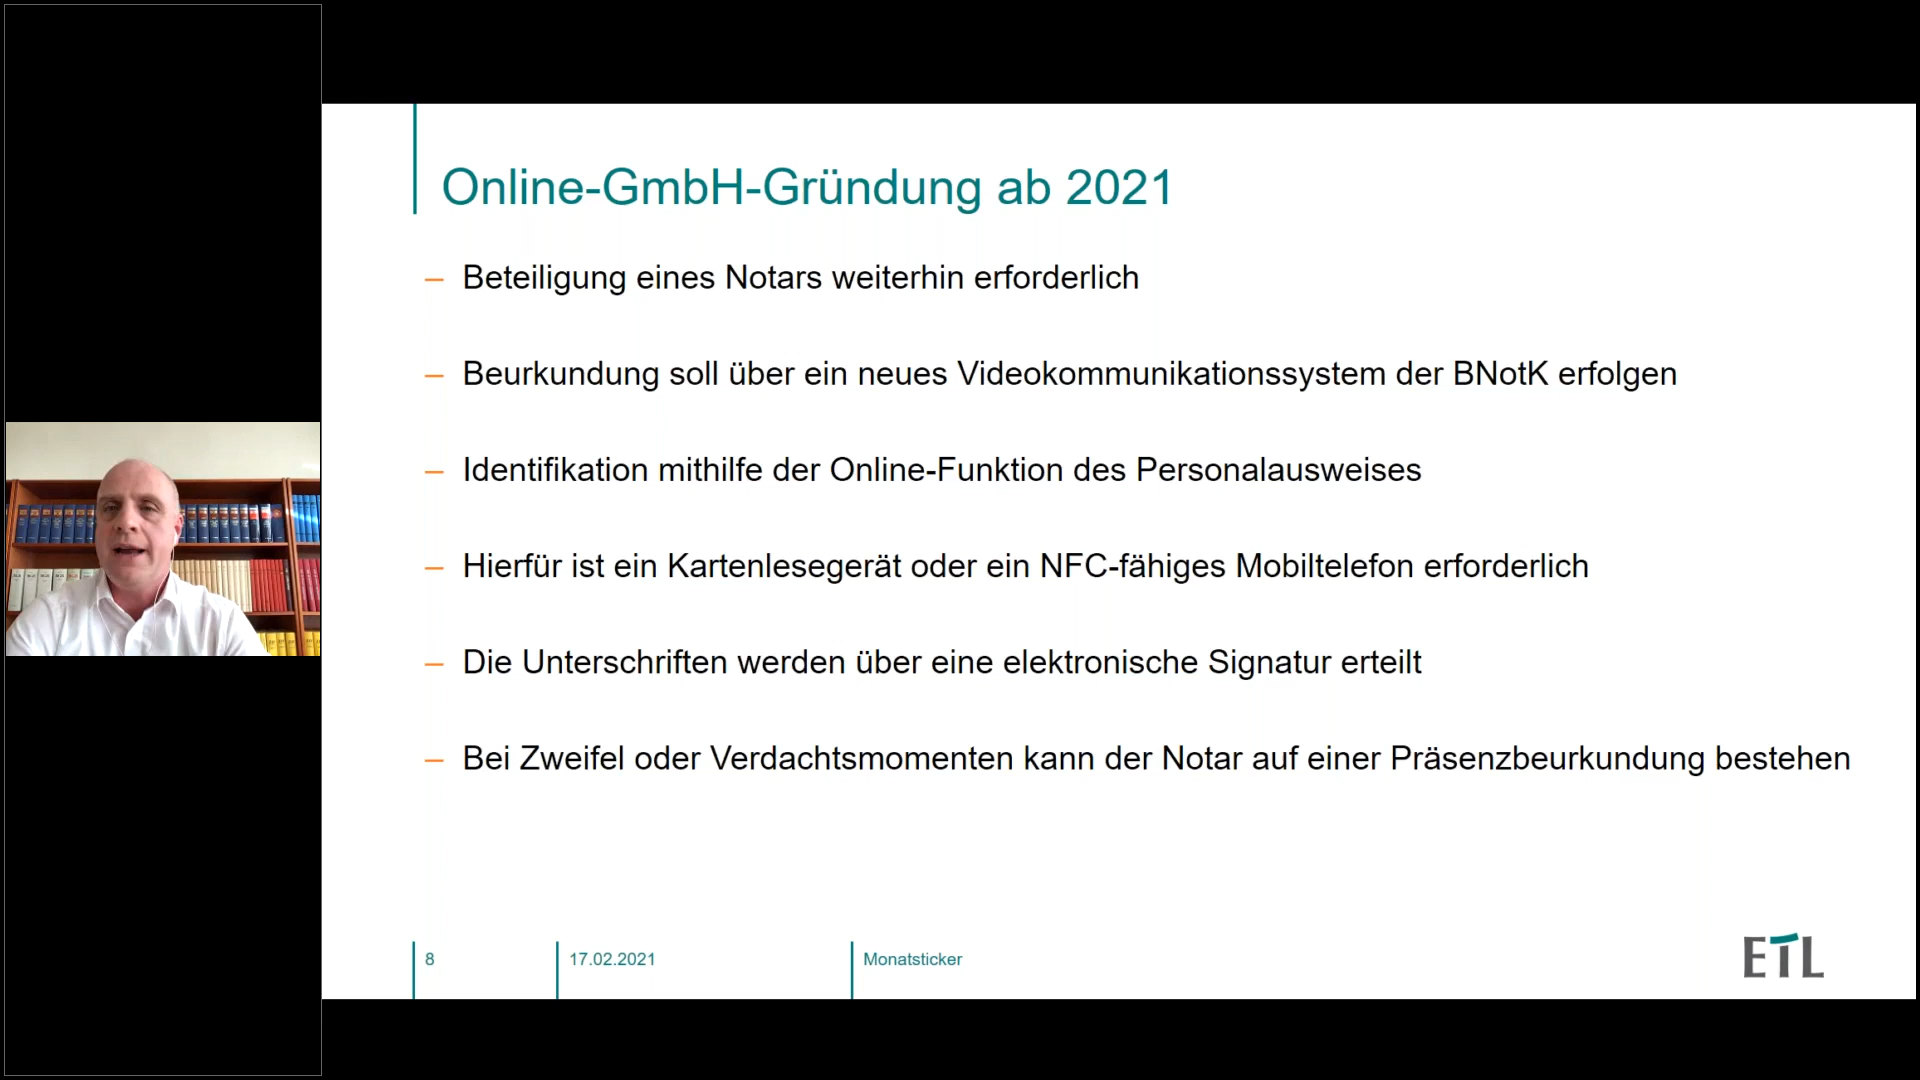 Online-GmbH-Gründung ab 2021
– Beteiligung eines Notars weiterhin erforderlich
– Beurkundung soll über ein neues Videokommunikationssystem der BNotK erfolgen
– Identifikation mithilfe der Online-Funktion des Personalausweises
– Hierfür ist ein Kartenlesegerät oder ein NFC-fähiges Mobiltelefon erforderlich
– Die Unterschriften werden über eine elektronische Signatur erteilt
– Bei Zweifel oder Verdachtsmomenten kann der Notar auf einer Präsenzbeurkundung bestehen
8
17.02.2021
Monatsticker
ETL